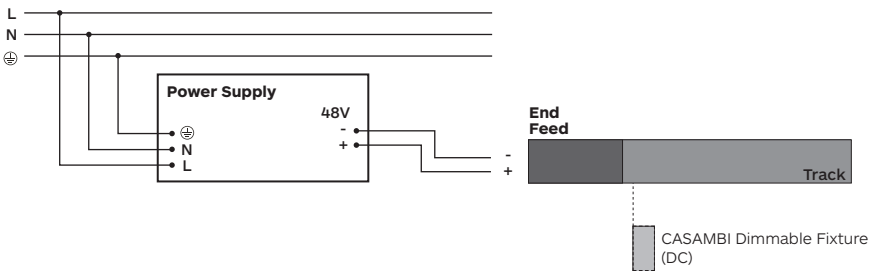 L
N
⏚
Power Supply
48V
-
+
⏚
N
L
-
+
End
Feed
Track
CASAMBI Dimmable Fixture
(DC)